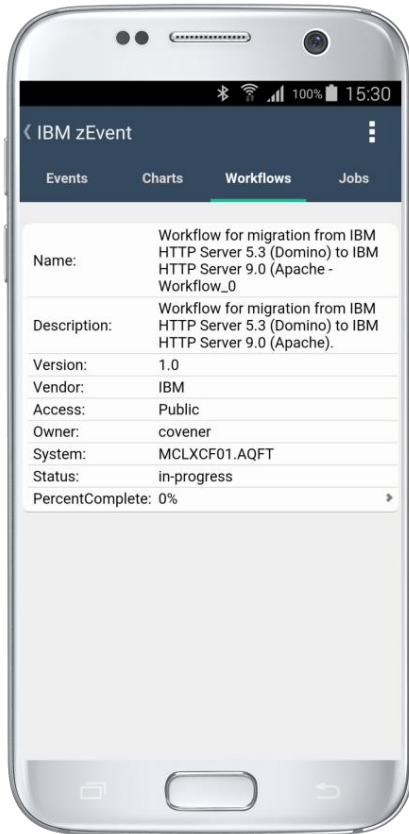 100% 15:30
IBM zEvent
Events Charts Workflows Jobs
Name: Workflow for migration from IBM
HTTP Server 5.3 (Domino) to IBM
HTTP Server 9.0 (Apache -
Workflow_0
Description: Workflow for migration from IBM
HTTP Server 5.3 (Domino) to IBM
HTTP Server 9.0 (Apache).
Version: 1.0
Vendor: IBM
Access: Public
Owner: covener
System: MCLXCF01.AQFT
Status: in-progress
PercentComplete: 0%